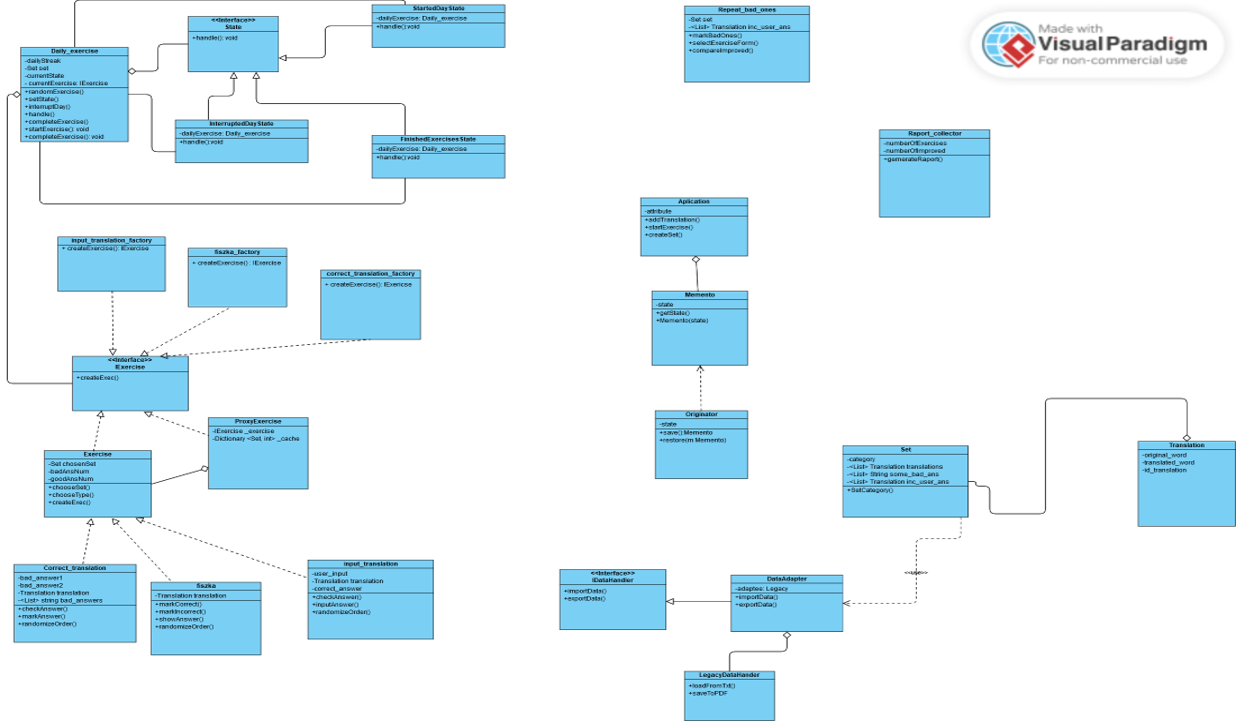 <<Interface>>
State
+handle(): void
StartedDayState
-dailyExercise: Daily_exercise
+handle(): void
Daily_exercise
-dailyStreak
-Set set
-currentState
- currentExercise: IExercise
+randomExercise()
+setState()
+interruptDay()
+handle()
+completeExercise()
+startExercise(): void
+completeExercise(): void
InterruptedDayState
-dailyExercise: Daily_exercise
+handle():void
FinishedExercisesState
-dailyExercise: Daily_exercise
+handle():void
Repeat_bad_ones
-Set set
-<List> Translation inc_user_ans
+markBadOnes()
+selectExerciseForm()
+compareImproved()
Made with
VisualParadigm
For non-commercial use
Raport_collector
-numberOfExercises
-numberOfImproved
+gemerateRaport()
Aplication
-attribute
+addTranslation()
+startExercise()
+createSet()
input_translation_factory
+ createExercise(): IExercise
fiszka_factory
+ createExercise() : IExercise
correct_translation_factory
+ createExercise(): IExericse
Memento
-state
+getState()
+Memento(state)
<<Interface>>
IExercise
+createExec()
Originator
-state
+save() Memento
+restore(m Memento)
ProxyExercise
-IExercise _exercise
-Dictionary <Set, int> _cache
Exercise
-Set chosenSet
-badAnsNum
-goodAnsNum
+chooseSet()
+chooseType()
+createExec()
Set
-category
-<List> Translation translations
-<List> String some_bad_ans
-<List> Translation inc_user_ans
+SetCategory()
Translation
-original_word
-translated_word
-id_translation
Correct_translation
-bad_answer1
-bad_answer2
-Translation translation
-<List> string bad_answers
+checkAnswer()
+markAnswer()
+randomizeOrder()
fiszka
-Translation translation
+markCorrect()
+markIncorrect()
+showAnswer()
+randomizeOrder()
input_translation
-user_input
-Translation translation
-correct_answer
+checkAnswer()
+inputAnswer()
+randomizeOrder()
<<Interface>>
IDataHandler
+importData()
+exportData()
DataAdapter
-adaptee: Legacy
+importData()
+exportData()
LegacyDataHander
+loadFromTxt()
+saveToPDF